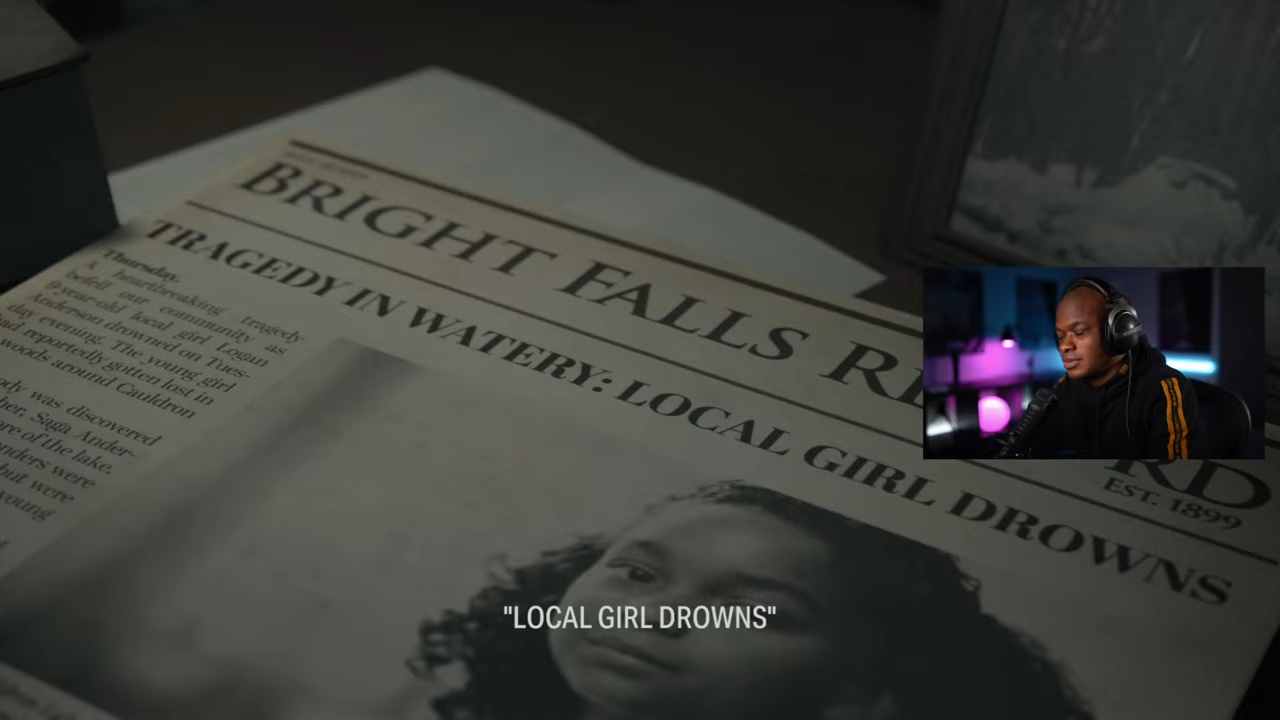 BRIGHT FALLS RE RD
EST. 1899
TRAGEDY IN WATERY: LOCAL GIRL DROWNS
Thursday.
A heartbreaking tragedy
befell our community as
9-year-old local girl Logan
Anderson drowned on Tues-
day evening. The young girl
had reportedly gotten lost in
woods around Cauldron
ody was discovered
her, Saga Ander-
ore of the lake.
onders were
but were
young
"LOCAL GIRL DROWNS"